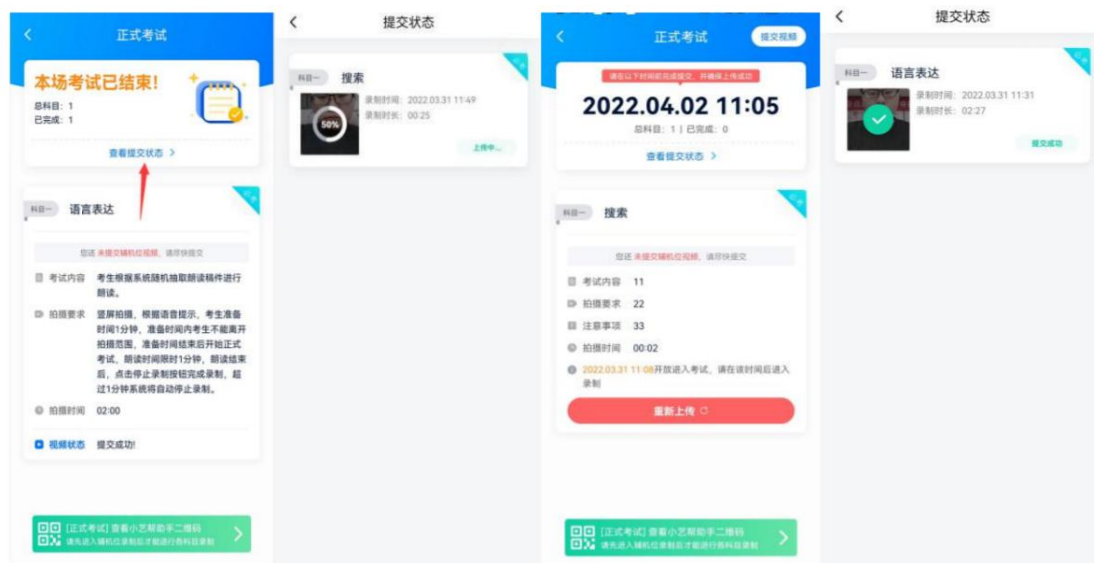 正式考试
本场考试已结束！
总科目：1
已完成：1
查看提交状态 >
科目一 语言表达
必考
您还 未提交辅机位视频，请尽快提交
考试内容 考生根据系统随机抽取朗读稿件进行
朗读。
拍摄要求 竖屏拍摄，根据语音提示，考生准备
时间1分钟，准备时间内考生不能离开
拍摄范围，准备时间结束后开始正式
考试、朗读时间限时1分钟，朗读结束
后，点击停止录制按钮完成录制，超
过1分钟系统将自动停止录制。
拍摄时间 02:00
视频状态 提交成功!
[正式考试] 查看小艺帮助手二维码
请先进入辅机位录制后才能进行各科目录制
提交状态
科目一 搜索
必考
录制时间：2022.03.31 11:49
录制时长：00:25
50%
上传中...
正式考试
提交视频
请在以下时间前完成提交，并确保上传成功
2022.04.02 11:05
总科目：1 | 已完成：0
查看提交状态 >
科目一 搜索
必考
您还 未提交辅机位视频，请尽快提交
考试内容 11
拍摄要求 22
注意事项 33
拍摄时间 00:02
2022.03.31 11:08开放进入考试，请在该时间后进入
录制
重新上传
[正式考试] 查看小艺帮助手二维码
请先进入辅机位录制后才能进行各科目录制
提交状态
科目一 语言表达
必考
录制时间：2022.03.31 11:31
录制时长：02:27
提交成功